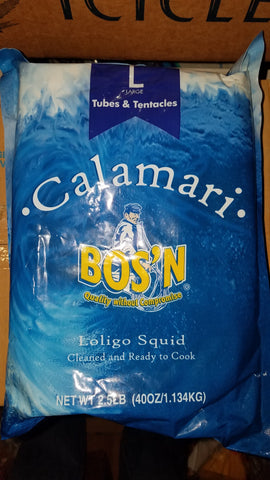 L
LARGE
Tubes & Tentacles
·Calamari·
BOS'N
Quality without Compromise
®
Loligo Squid
Cleaned and Ready to Cook
NET WT 2.5LB (40OZ/1.134KG)